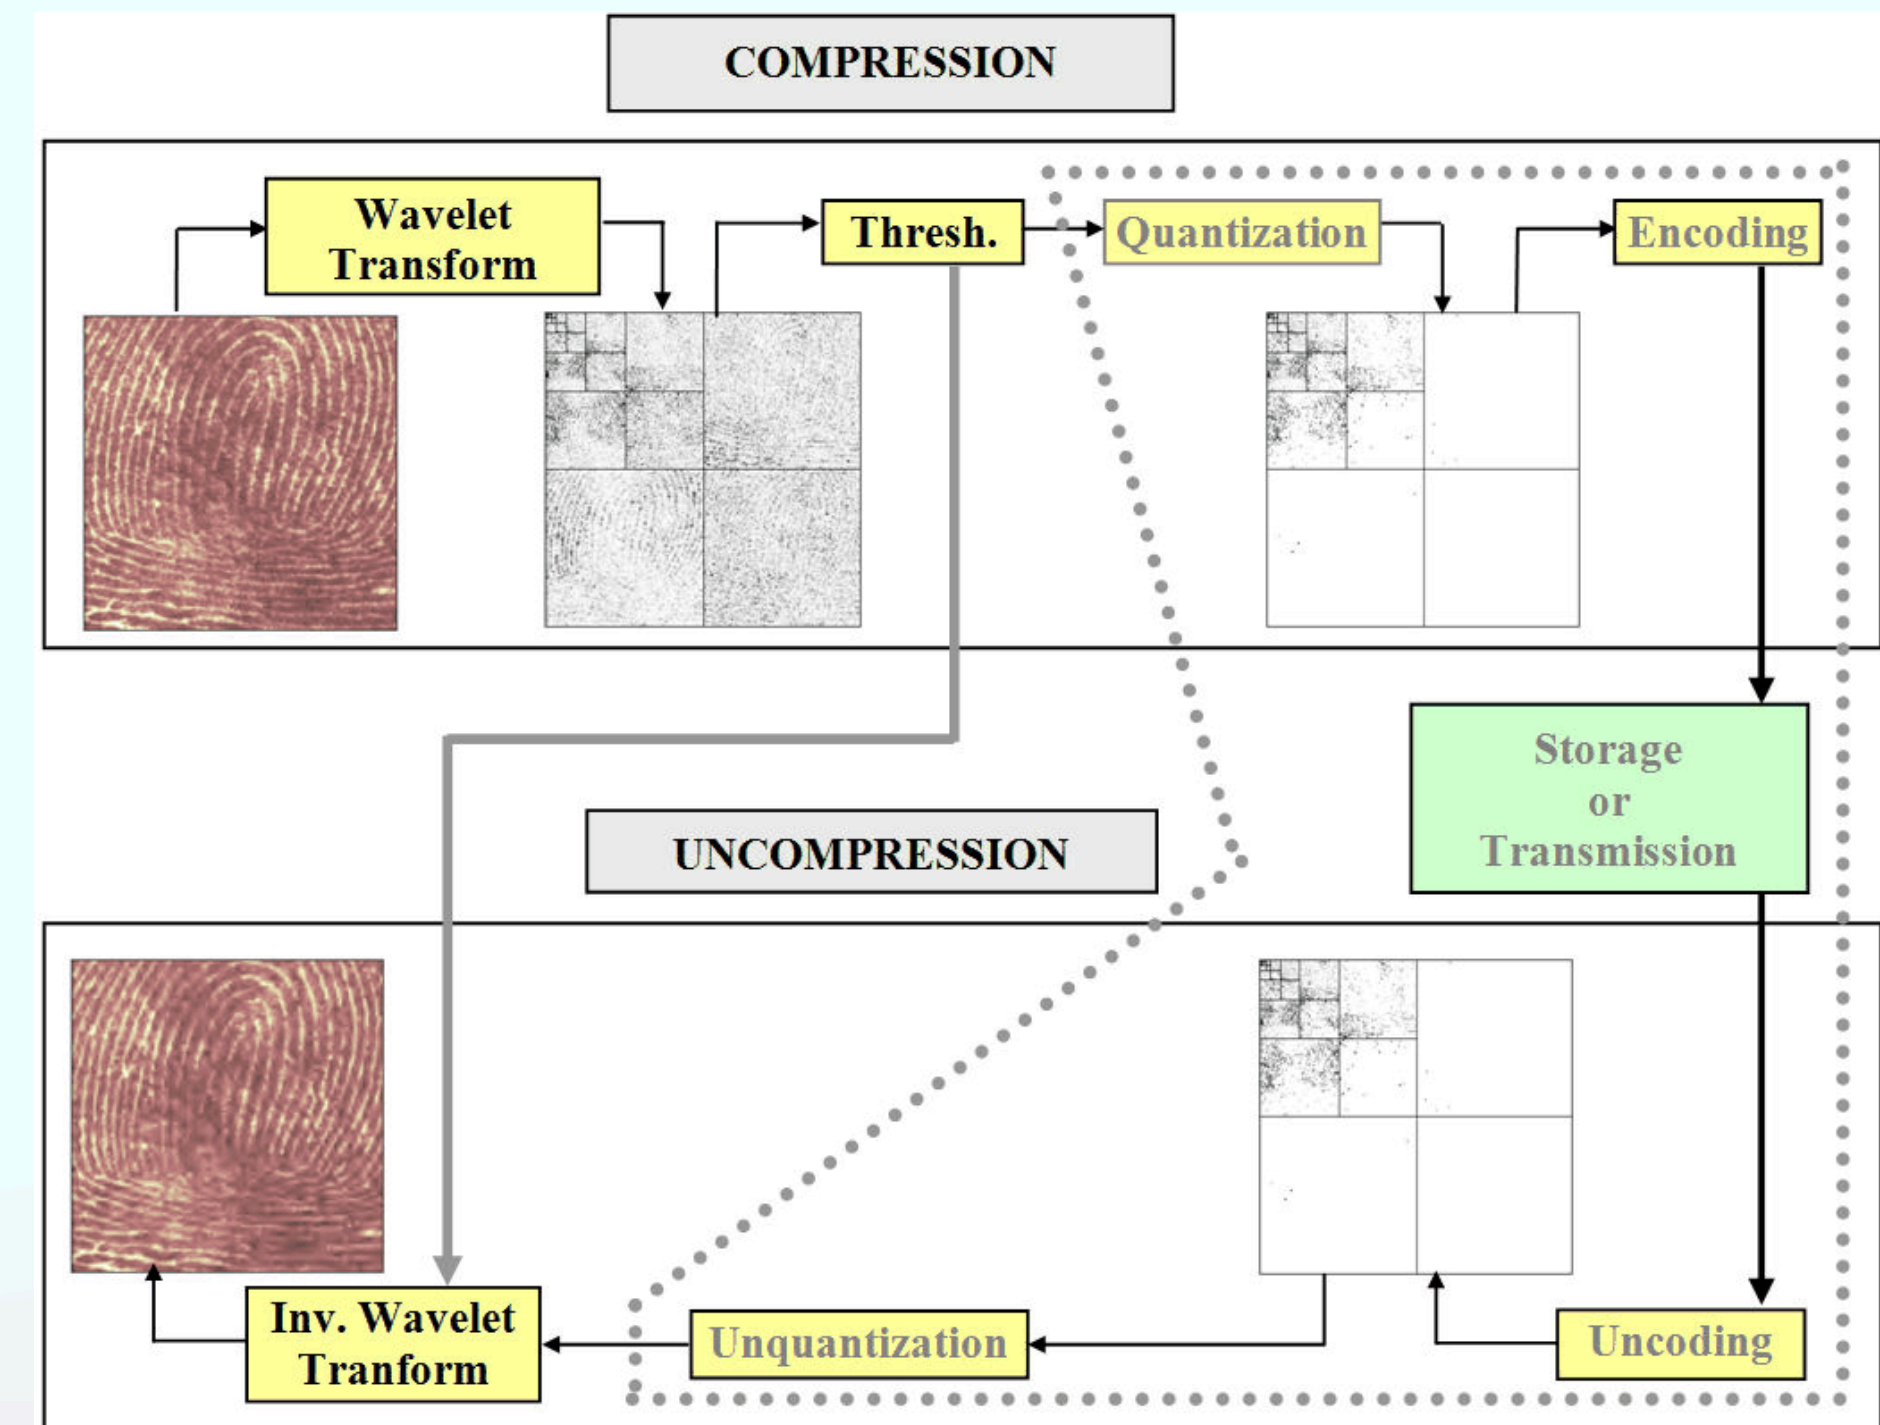 COMPRESSION
Wavelet
Transform
Thresh.
Quantization
Encoding
Storage
or
Transmission
UNCOMPRESSION
Inv. Wavelet
Tranform
Unquantization
Uncoding